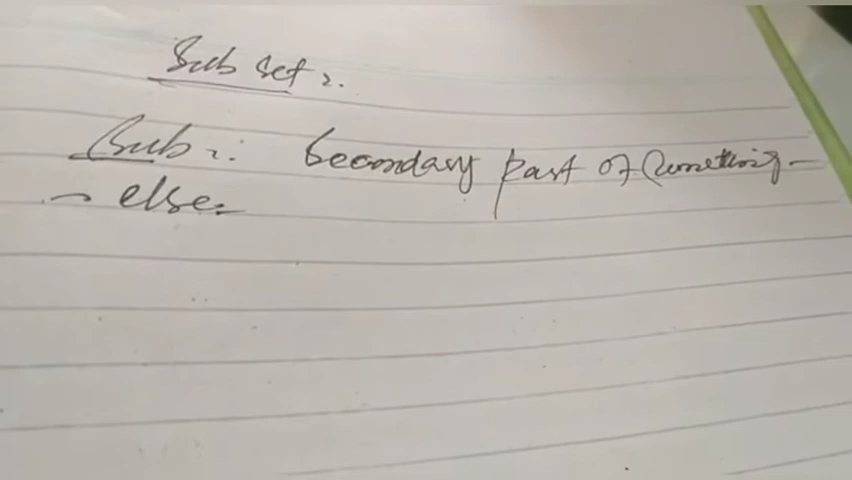 Sub set :-
Sub :- Secondary part of something -
- else.